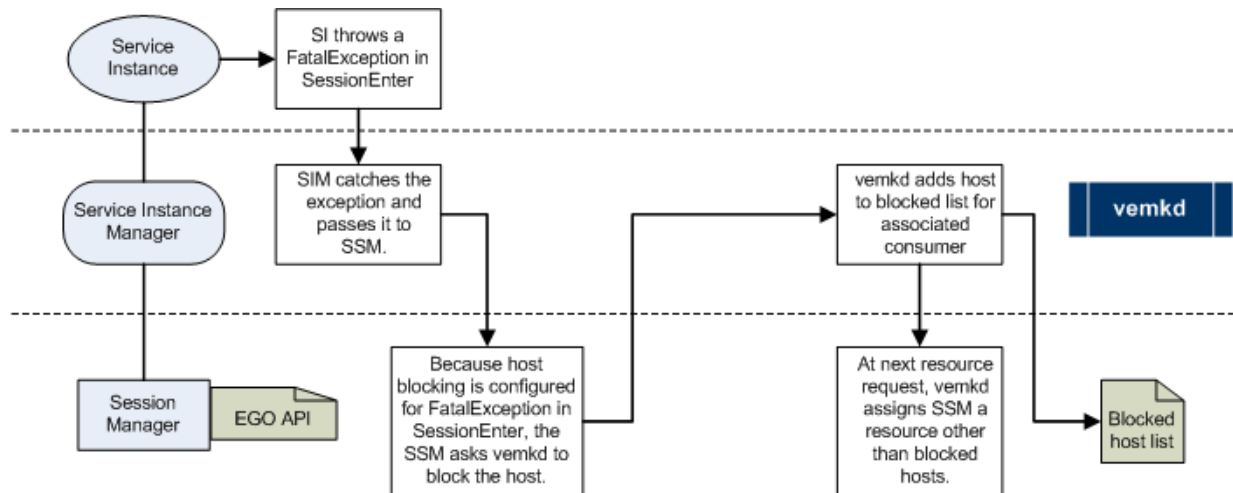 Service
Instance
SI throws a
FatalException in
SessionEnter
Service Instance
Manager
SIM catches the
exception and
passes it to
SSM.
vemkd adds host
to blocked list for
associated
consumer
vemkd
Session
Manager
EGO API
Because host
blocking is configured
for FatalException in
SessionEnter, the
SSM asks vemkd to
block the host.
At next resource
request, vemkd
assigns SSM a
resource other
than blocked
hosts.
Blocked
host list